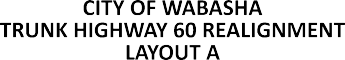 CITY OF WABASHA
TRUNK HIGHWAY 60 REALIGNMENT
LAYOUT A